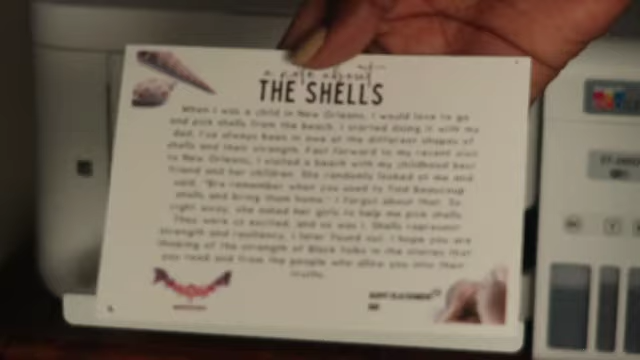 a note about
THE SHELLS
When I was a child in New Orleans, I would love to go
and pick shells from the beach. I started doing it with my
dad. I've always been in awe of the different shapes of
shells and their strength. Fast forward to my recent visit
to New Orleans, I visited a beach with my childhood best
friend and her children. She randomly looked at me and
said, "Bre remember when you used to find beaucoup
shells and bring them home." I forgot about that. So
right away, she asked her girls to help me pick shells.
They were so excited, and so was I. Shells represent
strength and resiliency, I later found out. I hope you are
thinking of the strength of Black folks in the stories that
you read and from the people who allow you into their
truths.